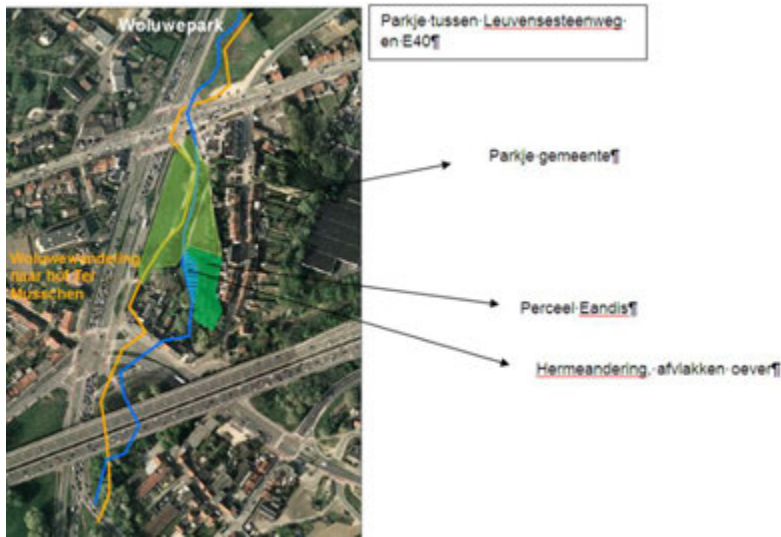 Woluwepark
Parkje·tussen·Leuvensesteenweg·
en·E40¶
Parkje·gemeente¶
Woluwewandeling
naar hof Ter
Musschen
Perceel·Eandis¶
Hermeandering,·afvlakken·oever¶